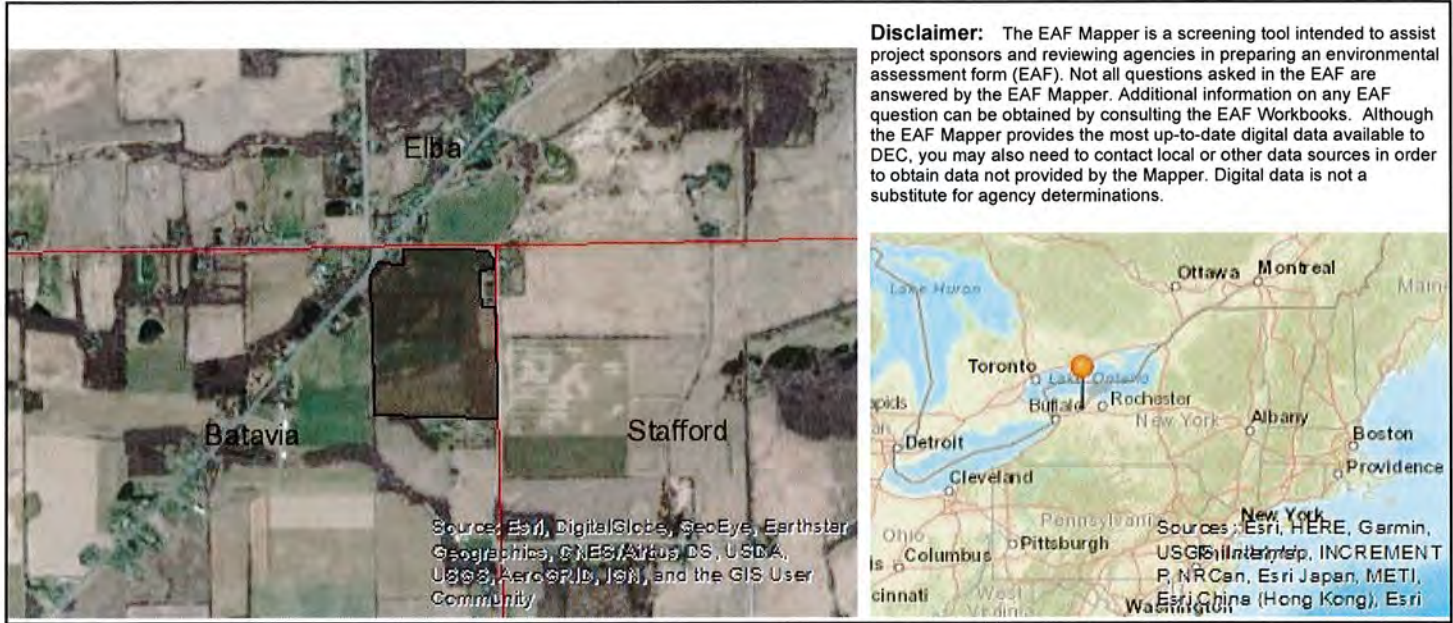 Disclaimer: The EAF Mapper is a screening tool intended to assist
project sponsors and reviewing agencies in preparing an environmental
assessment form (EAF). Not all questions asked in the EAF are
answered by the EAF Mapper. Additional information on any EAF
question can be obtained by consulting the EAF Workbooks. Although
the EAF Mapper provides the most up-to-date digital data available to
DEC, you may also need to contact local or other data sources in order
to obtain data not provided by the Mapper. Digital data is not a
substitute for agency determinations.
Elba
Batavia
Stafford
Source: Esri, DigitalGlobe, GeoEye, Earthstar
Geographics, CNES/Airbus DS, USDA,
USGS, AeroGRID, IGN, and the GIS User
Community
Lake Huron
Ottawa
Montreal
Main
Toronto
Lake Ontario
apids
Buffalo
Rochester
New York
Albany
Detroit
Boston
Providence
Cleveland
Pennsylvania
New York
Ohio
Pittsburgh
is
Columbus
cinnati
West
Virginia
Washington
Sources: Esri, HERE, Garmin,
USGS, Intermap, INCREMENT
P, NRCan, Esri Japan, METI,
Esri China (Hong Kong), Esri